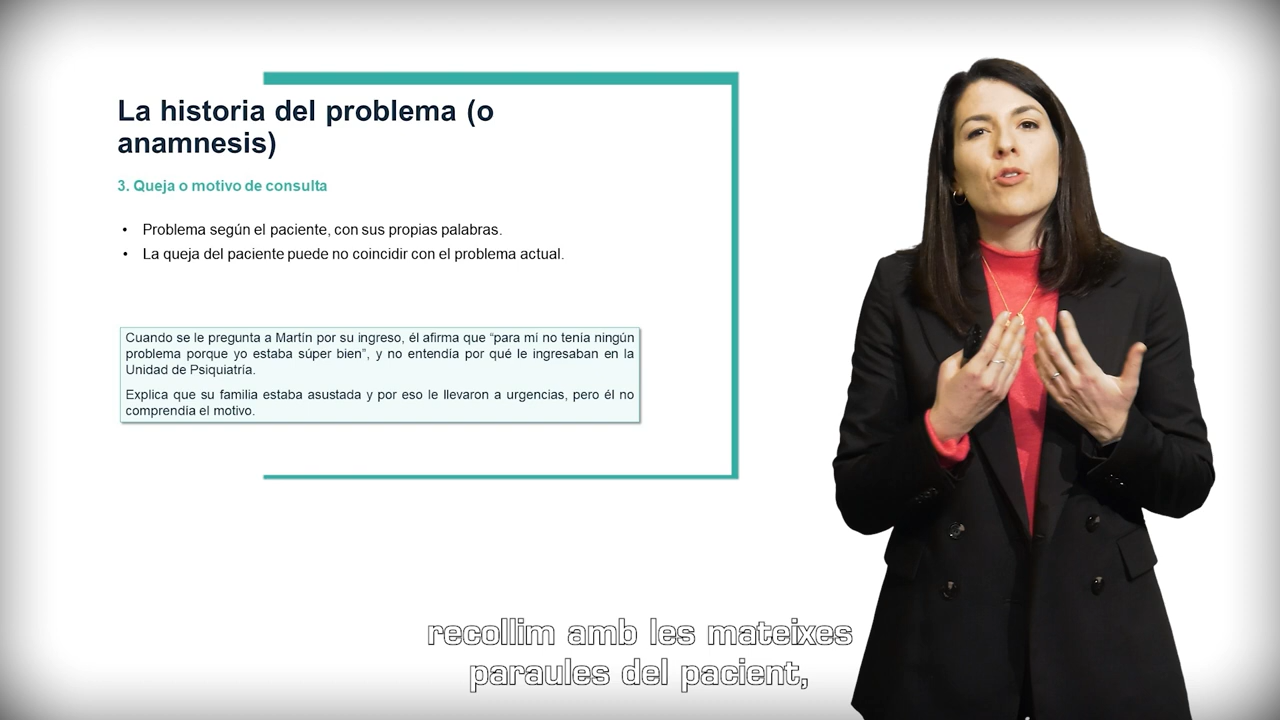 La historia del problema (o
anamnesis)
3. Queja o motivo de consulta
• Problema según el paciente, con sus propias palabras.
• La queja del paciente puede no coincidir con el problema actual.
Cuando se le pregunta a Martín por su ingreso, él afirma que “para mí no tenía ningún
problema porque yo estaba súper bien”, y no entendía por qué le ingresaban en la
Unidad de Psiquiatría.
Explica que su familia estaba asustada y por eso le llevaron a urgencias, pero él no
comprendía el motivo.
recollim amb les mateixes
paraules del pacient,